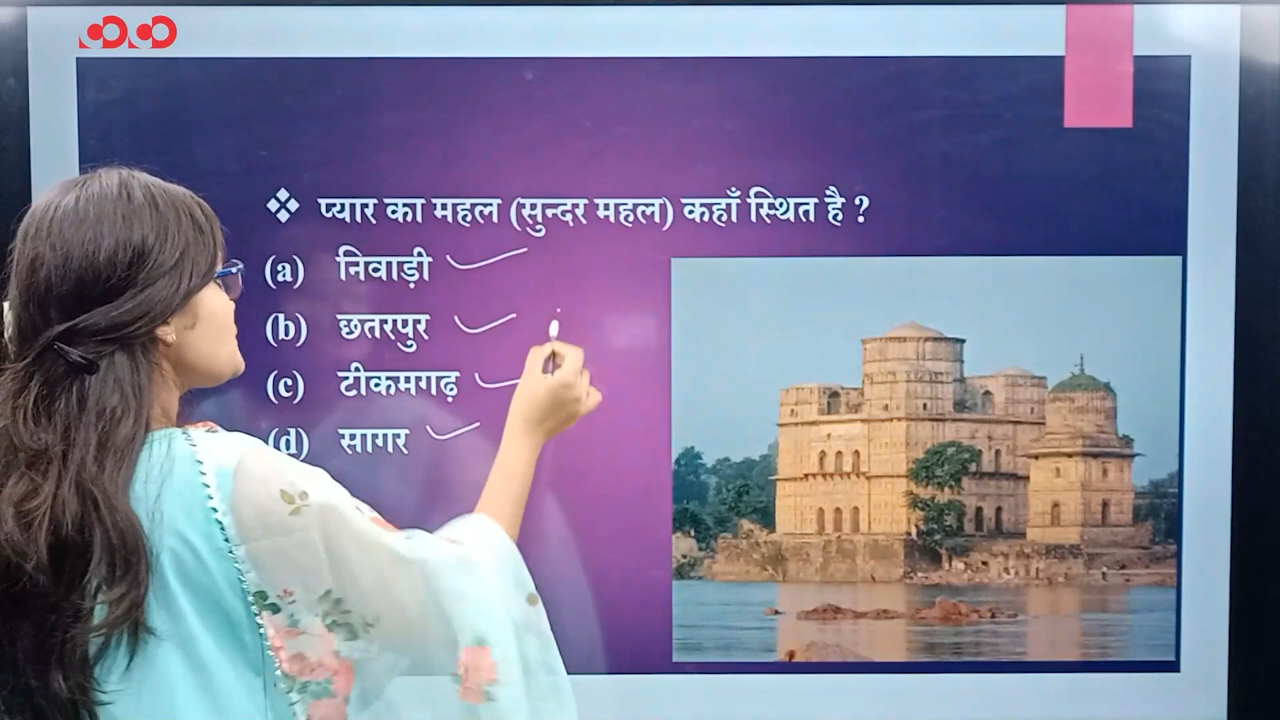 ❖ प्यार का महल (सुन्दर महल) कहाँ स्थित है ?
(a) निवाड़ी
(b) छतरपुर
(c) टीकमगढ़
(d) सागर